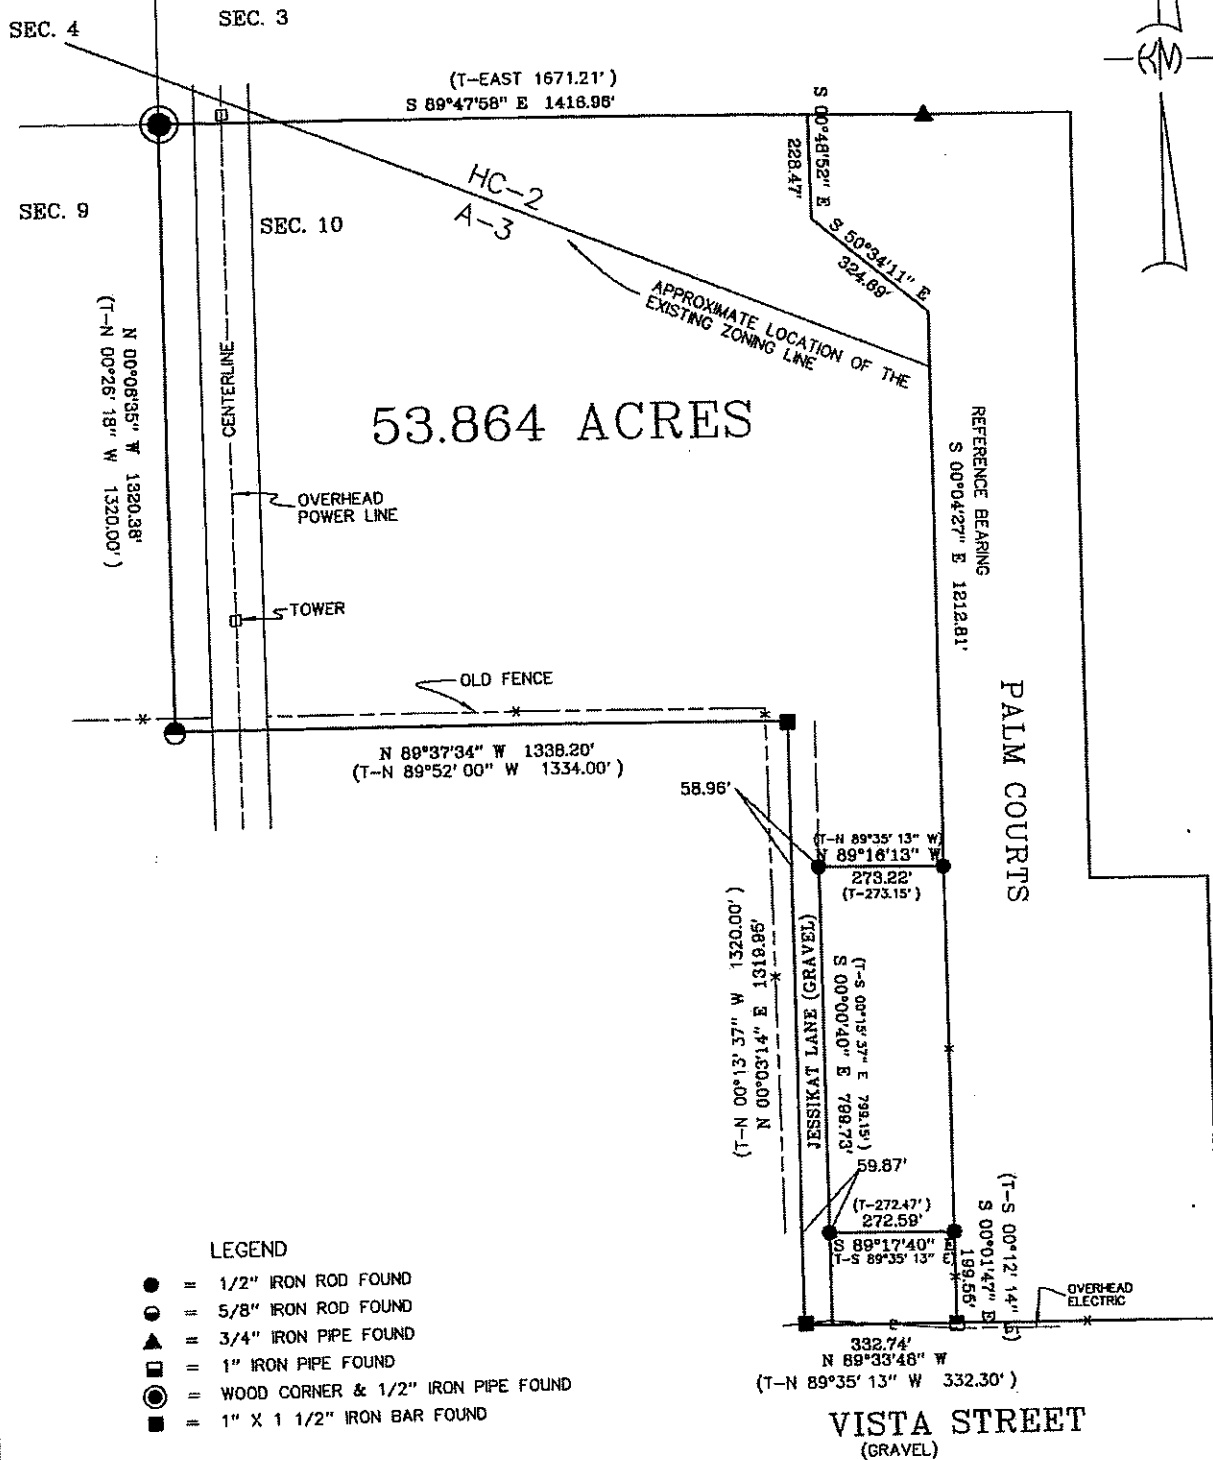 SEC. 4
SEC. 3
(T-EAST 1671.21')
S 89°47'58" E 1416.96'
S 00°48'52" E
228.47'
SEC. 9
SEC. 10
HC-2
A-3
S 50°34'11" E
324.69'
APPROXIMATE LOCATION OF THE
EXISTING ZONING LINE
N 00°06'35" W 1320.38'
(T-N 00°26' 18" W 1320.00')
CENTERLINE
53.864 ACRES
REFERENCE BEARING
S 00°04'27" E 1212.81'
OVERHEAD
POWER LINE
TOWER
OLD FENCE
N 89°37'34" W 1338.20'
(T-N 89°52' 00" W 1334.00')
PALM COURTS
58.96'
(T-N 89°35' 13" W)
N 89°16'13" W
273.22'
(T-273.15')
(T-N 00°13' 37" W 1320.00')
N 00°03'14" E 1319.95'
JESSIKAT LANE (GRAVEL)
(T-S 00°15' 37" E 799.15')
S 00°00'40" E 799.73'
59.87'
(T-272.47')
272.59'
S 89°17'40" E
(T-S 89°35' 13" E)
(T-S 00°12' 14" E)
S 00°01'47" E
199.55'
OVERHEAD
ELECTRIC
332.74'
N 89°33'48" W
(T-N 89°35' 13" W 332.30')
VISTA STREET
(GRAVEL)
LEGEND
= 1/2" IRON ROD FOUND
= 5/8" IRON ROD FOUND
= 3/4" IRON PIPE FOUND
= 1" IRON PIPE FOUND
= WOOD CORNER & 1/2" IRON PIPE FOUND
= 1" X 1 1/2" IRON BAR FOUND